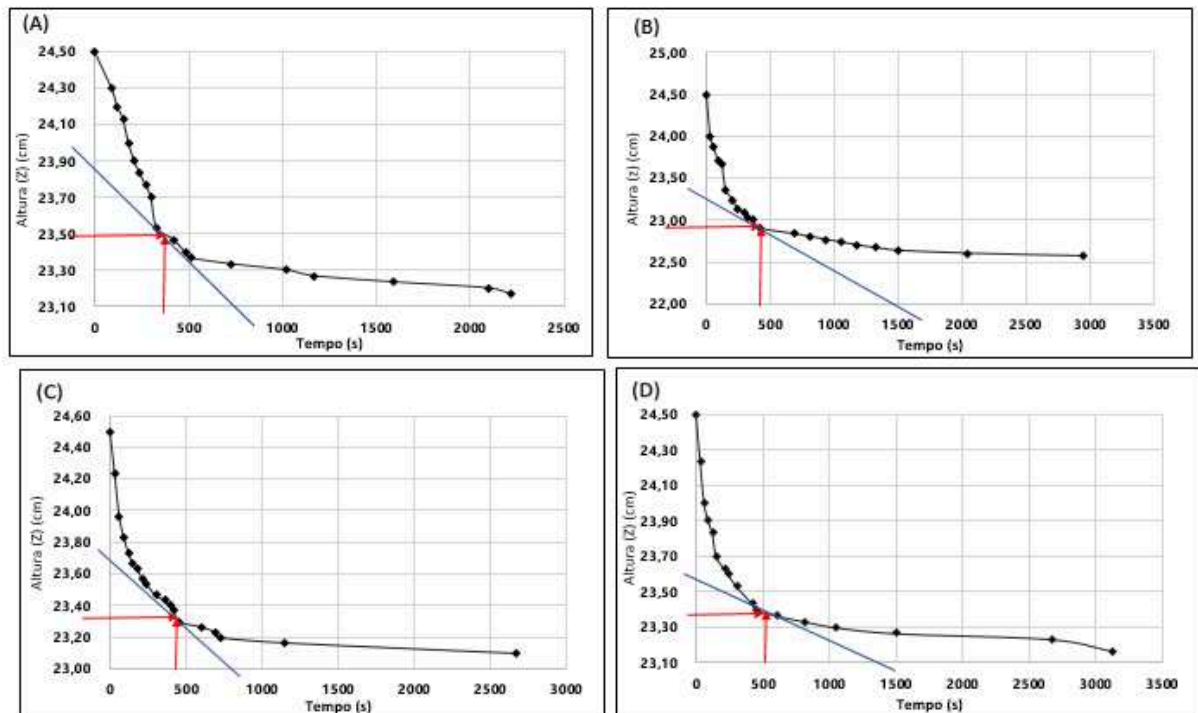 (A)
Altura (Z) (cm)
24,50
24,30
24,10
23,90
23,70
23,50
23,30
23,10
0 500 1000 1500 2000 2500
Tempo (s)
(B)
Altura (z) (cm)
25,00
24,50
24,00
23,50
23,00
22,50
22,00
0 500 1000 1500 2000 2500 3000 3500
Tempo (s)
(C)
Altura (Z) (cm)
24,60
24,40
24,20
24,00
23,80
23,60
23,40
23,20
23,00
0 500 1000 1500 2000 2500 3000
Tempo (s)
(D)
Altura (Z) (cm)
24,50
24,30
24,10
23,90
23,70
23,50
23,30
23,10
0 500 1000 1500 2000 2500 3000 3500
Tempo (s)